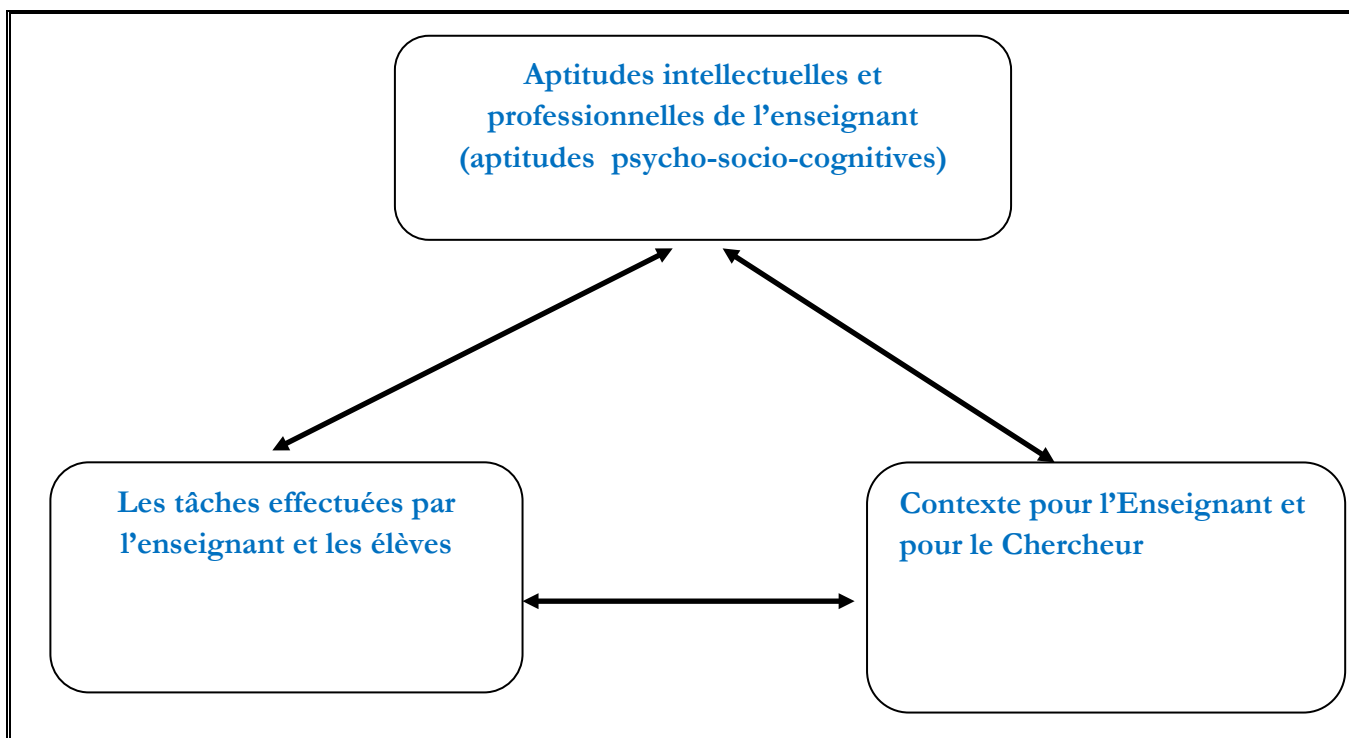 Aptitudes intellectuelles et
professionnelles de l’enseignant
(aptitudes psycho-socio-cognitives)
Les tâches effectuées par
l’enseignant et les élèves
Contexte pour l’Enseignant et
pour le Chercheur